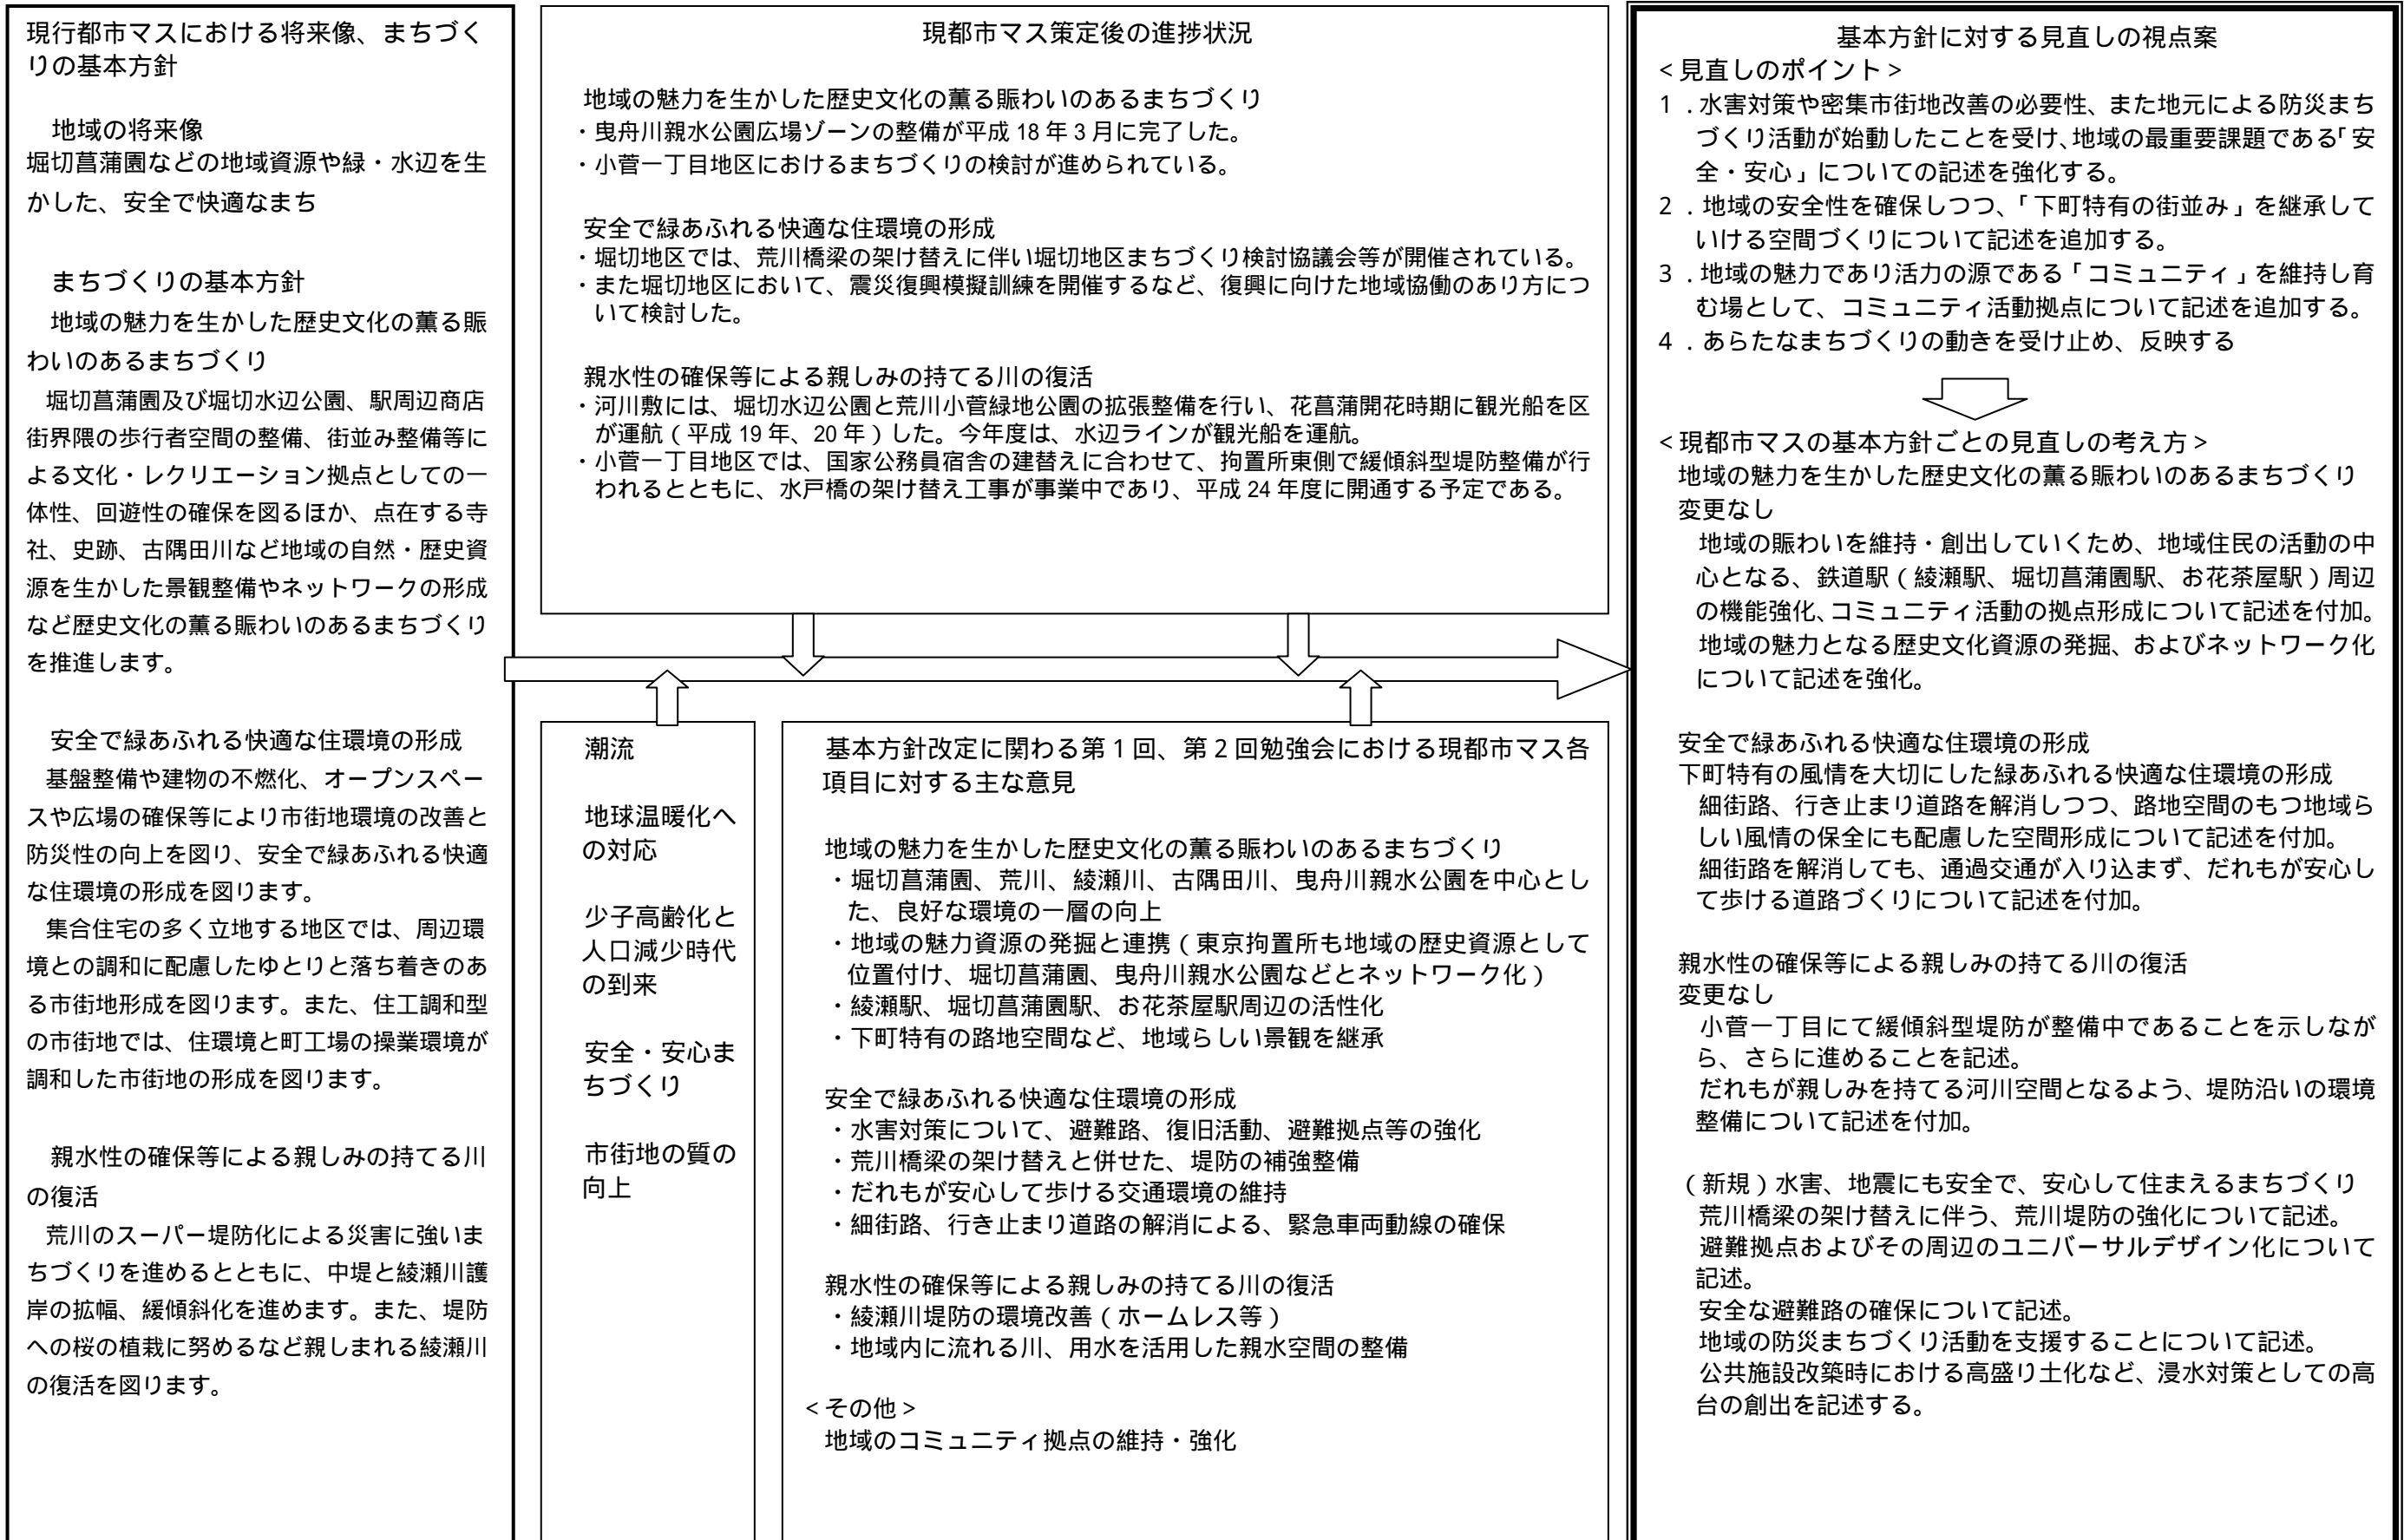 現行都市マスにおける将来像、まちづく
りの基本方針
地域の将来像
堀切菖蒲園などの地域資源や緑・水辺を生
かした、安全で快適なまち
まちづくりの基本方針
地域の魅力を生かした歴史文化の薫る賑
わいのあるまちづくり
堀切菖蒲園及び堀切水辺公園、駅周辺商店
街界隈の歩行者空間の整備、街並み整備等に
よる文化・レクリエーション拠点としての一
体性、回遊性の確保を図るほか、点在する寺
社、史跡、古隅田川など地域の自然・歴史資
源を生かした景観整備やネットワークの形成
など歴史文化の薫る賑わいのあるまちづくり
を推進します。
安全で緑あふれる快適な住環境の形成
基盤整備や建物の不燃化、オープンスペー
スや広場の確保等により市街地環境の改善と
防災性の向上を図り、安全で緑あふれる快適
な住環境の形成を図ります。
集合住宅の多く立地する地区では、周辺環
境との調和に配慮したゆとりと落ち着きのあ
る市街地形成を図ります。また、住工調和型
の市街地では、住環境と町工場の操業環境が
調和した市街地の形成を図ります。
親水性の確保等による親しみの持てる川
の復活
荒川のスーパー堤防化による災害に強いま
ちづくりを進めるとともに、中堤と綾瀬川護
岸の拡幅、緩傾斜化を進めます。また、堤防
への桜の植栽に努めるなど親しまれる綾瀬川
の復活を図ります。
現都市マス策定後の進捗状況
地域の魅力を生かした歴史文化の薫る賑わいのあるまちづくり
・曳舟川親水公園広場ゾーンの整備が平成 18 年 3 月に完了した。
・小菅一丁目地区におけるまちづくりの検討が進められている。
安全で緑あふれる快適な住環境の形成
・堀切地区では、荒川橋梁の架け替えに伴い堀切地区まちづくり検討協議会等が開催されている。
・また堀切地区において、震災復興模擬訓練を開催するなど、復興に向けた地域協働のあり方につ
いて検討した。
親水性の確保等による親しみの持てる川の復活
・河川敷には、堀切水辺公園と荒川小菅緑地公園の拡張整備を行い、花菖蒲開花時期に観光船を区
が運航（平成 19 年、20 年）した。今年度は、水辺ラインが観光船を運航。
・小菅一丁目地区では、国家公務員宿舎の建替えに合わせて、拘置所東側で緩傾斜型堤防整備が行
われるとともに、水戸橋の架け替え工事が事業中であり、平成 24 年度に開通する予定である。
潮流
地球温暖化へ
の対応
少子高齢化と
人口減少時代
の到来
安全・安心ま
ちづくり
市街地の質の
向上
基本方針改定に関わる第 1 回、第 2 回勉強会における現都市マス各
項目に対する主な意見
地域の魅力を生かした歴史文化の薫る賑わいのあるまちづくり
・堀切菖蒲園、荒川、綾瀬川、古隅田川、曳舟川親水公園を中心とし
た、良好な環境の一層の向上
・地域の魅力資源の発掘と連携（東京拘置所も地域の歴史資源として
位置付け、堀切菖蒲園、曳舟川親水公園などとネットワーク化）
・綾瀬駅、堀切菖蒲園駅、お花茶屋駅周辺の活性化
・下町特有の路地空間など、地域らしい景観を継承
安全で緑あふれる快適な住環境の形成
・水害対策について、避難路、復旧活動、避難拠点等の強化
・荒川橋梁の架け替えと併せた、堤防の補強整備
・だれもが安心して歩ける交通環境の維持
・細街路、行き止まり道路の解消による、緊急車両動線の確保
親水性の確保等による親しみの持てる川の復活
・綾瀬川堤防の環境改善（ホームレス等）
・地域内に流れる川、用水を活用した親水空間の整備
<その他>
地域のコミュニティ拠点の維持・強化
基本方針に対する見直しの視点案
<見直しのポイント>
1．水害対策や密集市街地改善の必要性、また地元による防災まち
づくり活動が始動したことを受け、地域の最重要課題である「安
全・安心」についての記述を強化する。
2．地域の安全性を確保しつつ、「下町特有の街並み」を継承して
いける空間づくりについて記述を追加する。
3．地域の魅力であり活力の源である「コミュニティ」を維持し育
む場として、コミュニティ活動拠点について記述を追加する。
4．あらたなまちづくりの動きを受け止め、反映する
<現都市マスの基本方針ごとの見直しの考え方>
地域の魅力を生かした歴史文化の薫る賑わいのあるまちづくり
変更なし
地域の賑わいを維持・創出していくため、地域住民の活動の中
心となる、鉄道駅（綾瀬駅、堀切菖蒲園駅、お花茶屋駅）周辺
の機能強化、コミュニティ活動の拠点形成について記述を付加。
地域の魅力となる歴史文化資源の発掘、およびネットワーク化
について記述を強化。
安全で緑あふれる快適な住環境の形成
下町特有の風情を大切にした緑あふれる快適な住環境の形成
細街路、行き止まり道路を解消しつつ、路地空間のもつ地域ら
しい風情の保全にも配慮した空間形成について記述を付加。
細街路を解消しても、通過交通が入り込まず、だれもが安心し
て歩ける道路づくりについて記述を付加。
親水性の確保等による親しみの持てる川の復活
変更なし
小菅一丁目にて緩傾斜型堤防が整備中であることを示しなが
ら、さらに進めることを記述。
だれもが親しみを持てる河川空間となるよう、堤防沿いの環境
整備について記述を付加。
（新規）水害、地震にも安全で、安心して住まえるまちづくり
荒川橋梁の架け替えに伴う、荒川堤防の強化について記述。
避難拠点およびその周辺のユニバーサルデザイン化について
記述。
安全な避難路の確保について記述。
地域の防災まちづくり活動を支援することについて記述。
公共施設改築時における高盛り土化など、浸水対策としての高
台の創出を記述する。